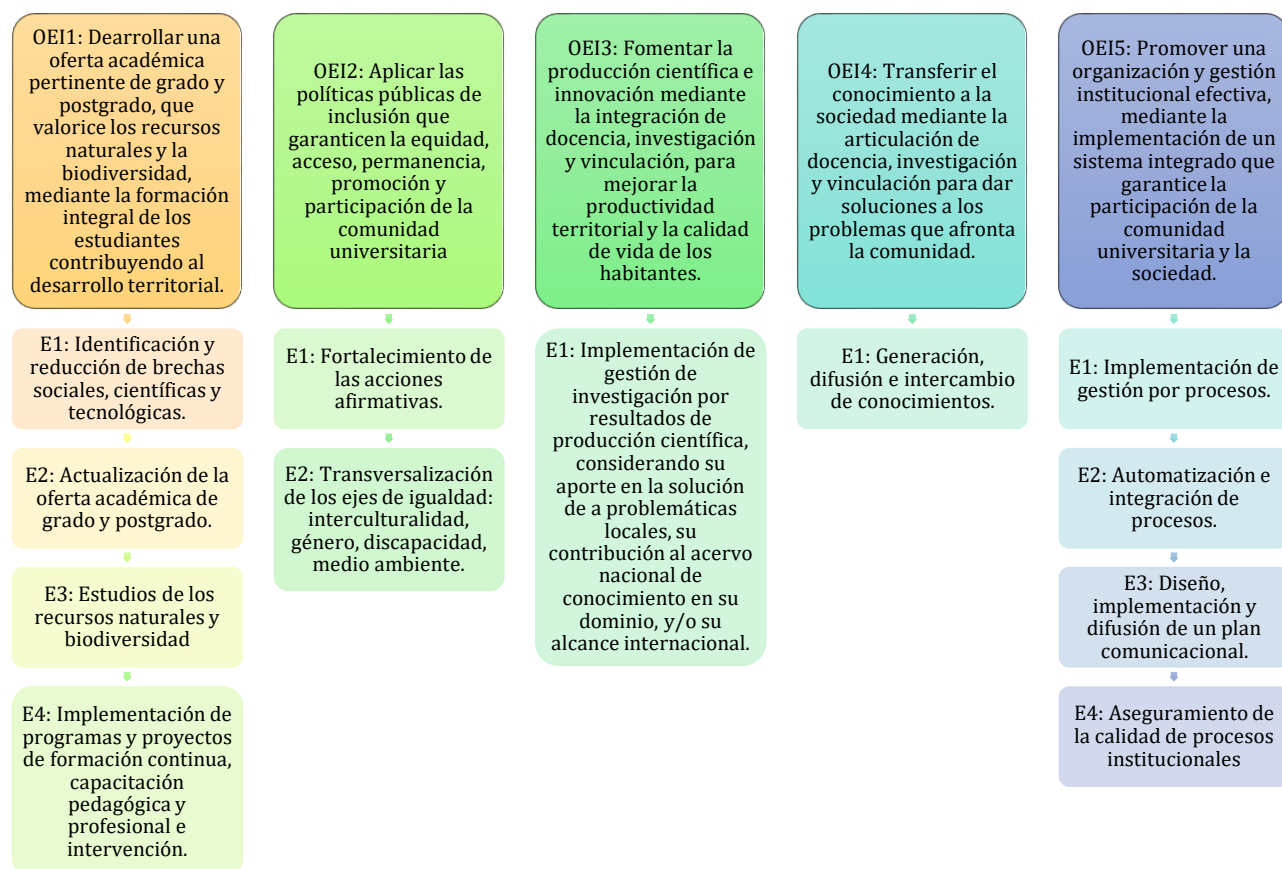 OEI1: Dearrollar una
oferta académica
pertinente de grado y
postgrado, que
valorice los recursos
naturales y la
biodiversidad,
mediante la formación
integral de los
estudiantes
contribuyendo al
desarrollo territorial.
E1: Identificación y
reducción de brechas
sociales, científicas y
tecnológicas.
E2: Actualización de la
oferta académica de
grado y postgrado.
E3: Estudios de los
recursos naturales y
biodiversidad
E4: Implementación de
programas y proyectos
de formación continua,
capacitación
pedagógica y
profesional e
intervención.
OEI2: Aplicar las
políticas públicas de
inclusión que
garanticen la equidad,
acceso, permanencia,
promoción y
participación de la
comunidad
universitaria
E1: Fortalecimiento de
las acciones
afirmativas.
E2: Transversalización
de los ejes de igualdad:
interculturalidad,
género, discapacidad,
medio ambiente.
OEI3: Fomentar la
producción científica e
innovación mediante
la integración de
docencia, investigación
y vinculación, para
mejorar la
productividad
territorial y la calidad
de vida de los
habitantes.
E1: Implementación de
gestión de
investigación por
resultados de
producción científica,
considerando su
aporte en la solución
de a problemáticas
locales, su
contribución al acervo
nacional de
conocimiento en su
dominio, y/o su
alcance internacional.
OEI4: Transferir el
conocimiento a la
sociedad mediante la
articulación de
docencia, investigación
y vinculación para dar
soluciones a los
problemas que afronta
la comunidad.
E1: Generación,
difusión e intercambio
de conocimientos.
OEI5: Promover una
organización y gestión
institucional efectiva,
mediante la
implementación de un
sistema integrado que
garantice la
participación de la
comunidad
universitaria y la
sociedad.
E1: Implementación de
gestión por procesos.
E2: Automatización e
integración de
procesos.
E3: Diseño,
implementación y
difusión de un plan
comunicacional.
E4: Aseguramiento de
la calidad de procesos
institucionales